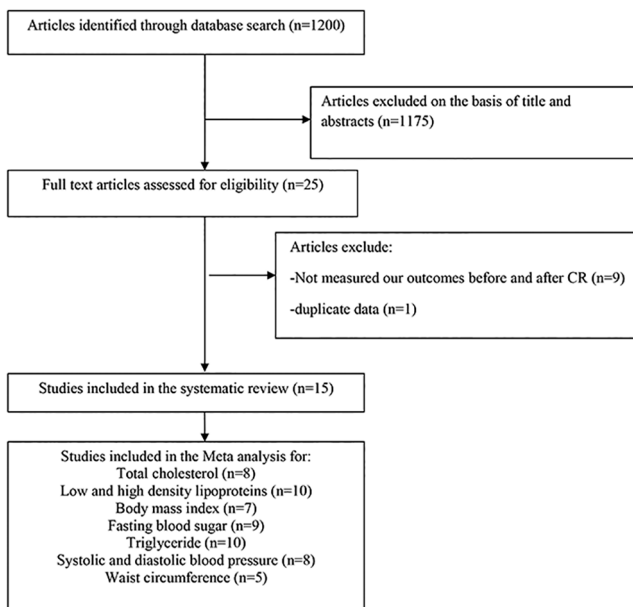 Articles identified through database search (n=1200)
Articles excluded on the basis of title and
abstracts (n=1175)
Full text articles assessed for eligibility (n=25)
Articles exclude:
-Not measured our outcomes before and after CR (n=9)
-duplicate data (n=1)
Studies included in the systematic review (n=15)
Studies included in the Meta analysis for:
Total cholesterol (n=8)
Low and high density lipoproteins (n=10)
Body mass index (n=7)
Fasting blood sugar (n=9)
Triglyceride (n=10)
Systolic and diastolic blood pressure (n=8)
Waist circumference (n=5)